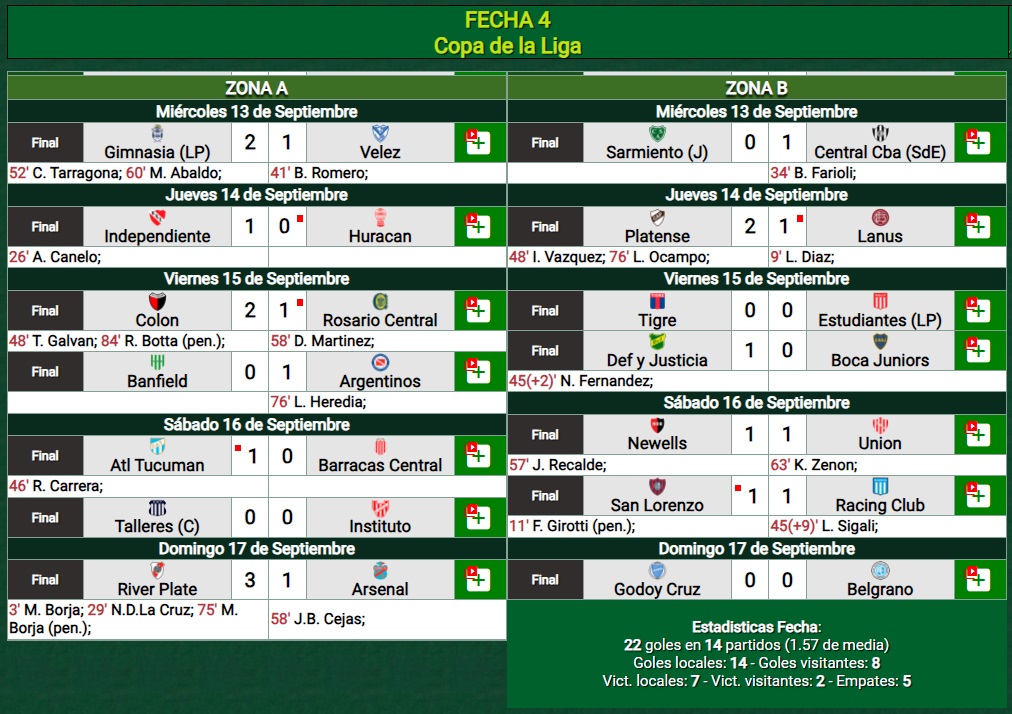 FECHA 4
Copa de la Liga
ZONA A
Miércoles 13 de Septiembre
Final Gimnasia (LP) 2 1 Velez
52' C. Tarragona; 60' M. Abaldo; 41' B. Romero;
Jueves 14 de Septiembre
Final Independiente 1 0 Huracan
26' A. Canelo;
Viernes 15 de Septiembre
Final Colon 2 1 Rosario Central
48' T. Galvan; 84' R. Botta (pen.); 58' D. Martinez;
Final Banfield 0 1 Argentinos
76' L. Heredia;
Sábado 16 de Septiembre
Final Atl Tucuman 1 0 Barracas Central
46' R. Carrera;
Final Talleres (C) 0 0 Instituto
Domingo 17 de Septiembre
Final River Plate 3 1 Arsenal
3' M. Borja; 29' N.D.La Cruz; 75' M.
Borja (pen.);
58' J.B. Cejas;
ZONA B
Miércoles 13 de Septiembre
Final Sarmiento (J) 0 1 Central Cba (SdE)
34' B. Farioli;
Jueves 14 de Septiembre
Final Platense 2 1 Lanus
48' I. Vazquez; 76' L. Ocampo; 9' L. Diaz;
Viernes 15 de Septiembre
Final Tigre 0 0 Estudiantes (LP)
Final Def y Justicia 1 0 Boca Juniors
45(+2)' N. Fernandez;
Sábado 16 de Septiembre
Final Newells 1 1 Union
57' J. Recalde; 63' K. Zenon;
Final San Lorenzo 1 1 Racing Club
11' F. Girotti (pen.); 45(+9)' L. Sigali;
Domingo 17 de Septiembre
Final Godoy Cruz 0 0 Belgrano
Estadisticas Fecha:
22 goles en 14 partidos (1.57 de media)
Goles locales: 14 - Goles visitantes: 8
Vict. locales: 7 - Vict. visitantes: 2 - Empates: 5